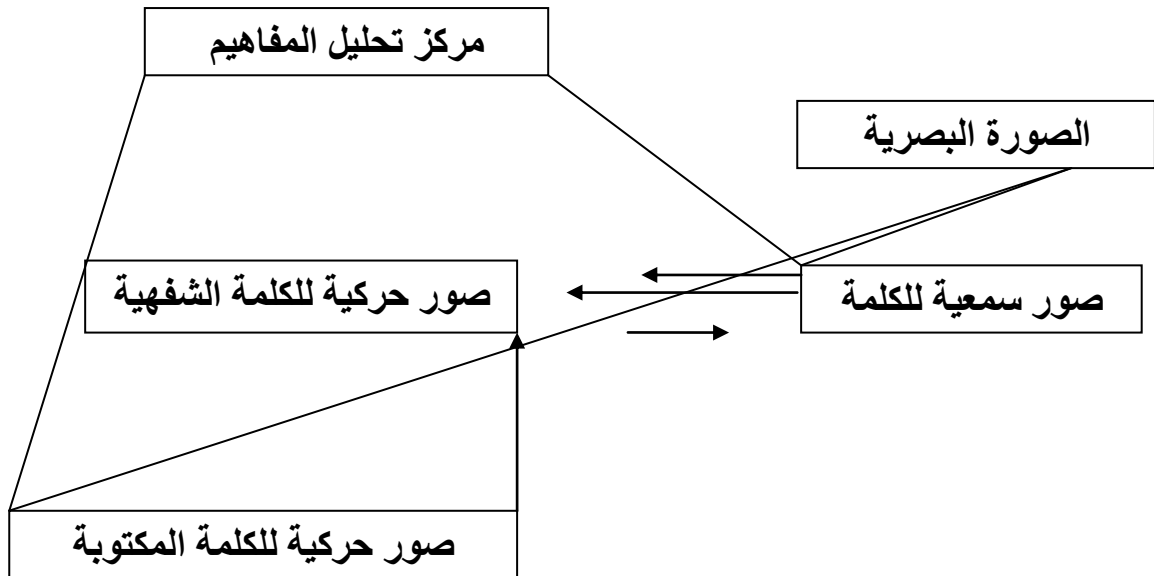 مركز تحليل المفاهيم
الصورة البصرية
صور سمعية للكلمة
صور حركية للكلمة الشفهية
صور حركية للكلمة المكتوبة